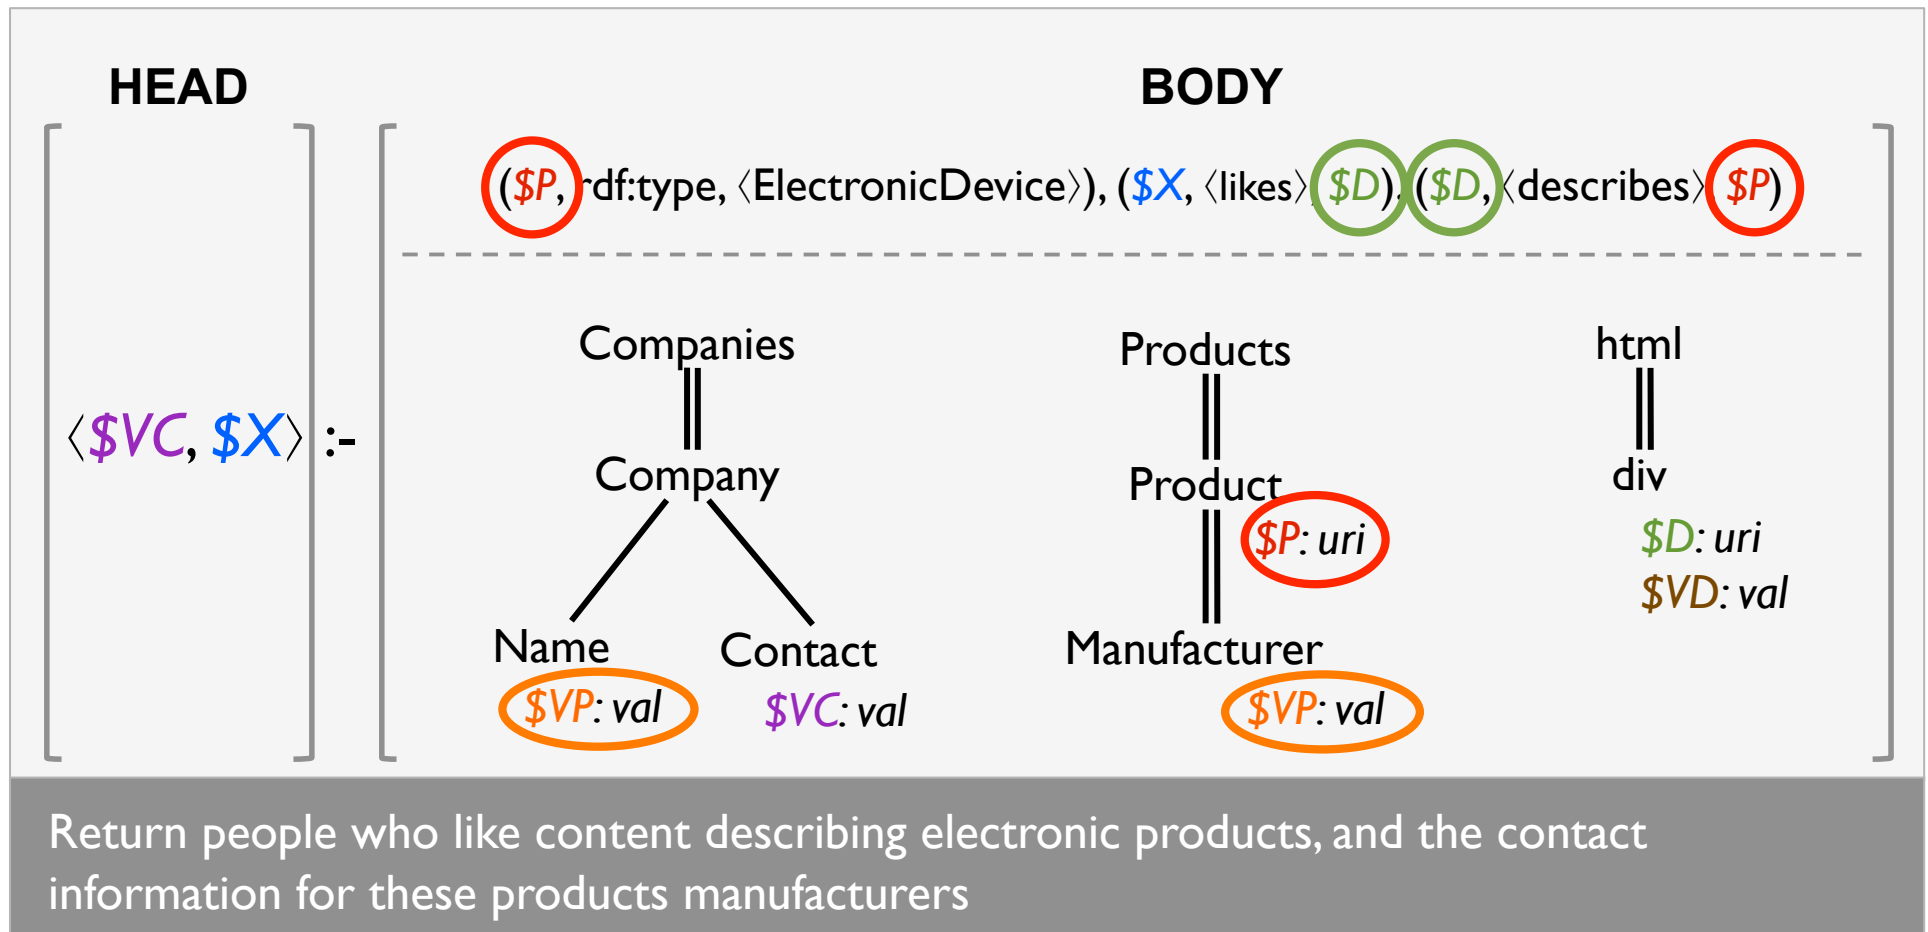 HEAD BODY
($P, rdf:type, ⟨ElectronicDevice⟩), ($X, ⟨likes⟩, $D), ($D, ⟨describes⟩, $P)
Companies Products html
⟨$VC, $X⟩ :-
Company Product div
$P: uri $D: uri
$VD: val
Name Contact Manufacturer
$VP: val $VC: val $VP: val
Return people who like content describing electronic products, and the contact
information for these products manufacturers